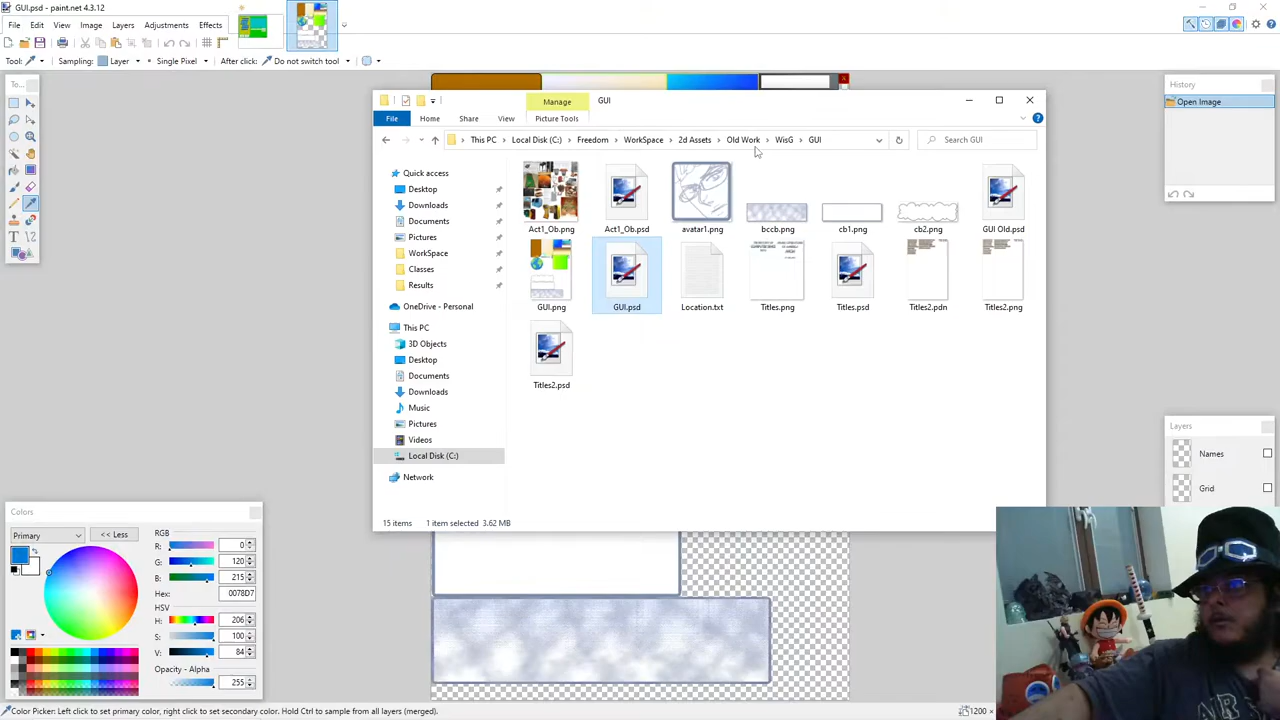 GUI.psd - paint.net 4.3.12
File Edit View Image Layers Adjustments Effects
Tool: Sampling: Layer Single Pixel After click: Do not switch tool
To...
History
Open Image
Manage GUI
File Home Share View Picture Tools
This PC Local Disk (C:) Freedom WorkSpace 2d Assets Old Work WisG GUI Search GUI
Quick access
Desktop
Downloads
Documents
Pictures
WorkSpace
Classes
Results
OneDrive - Personal
This PC
3D Objects
Desktop
Documents
Downloads
Music
Pictures
Videos
Local Disk (C:)
Network
Act1_Ob.png Act1_Ob.psd avatar1.png bccb.png cb1.png cb2.png GUI Old.psd
GUI.png GUI.psd Location.txt Titles.png Titles.psd Titles2.pdn Titles2.png
Titles2.psd
15 items 1 item selected 3.62 MB
Layers
Names
Grid
Colors
Primary << Less
RGB
R: 0
G: 120
B: 215
Hex: 0078D7
HSV
H: 206
S: 100
V: 84
Opacity - Alpha
255
Color Picker: Left click to set primary color, right click to set secondary color. Hold Ctrl to sample from all layers (merged).
1200 ×